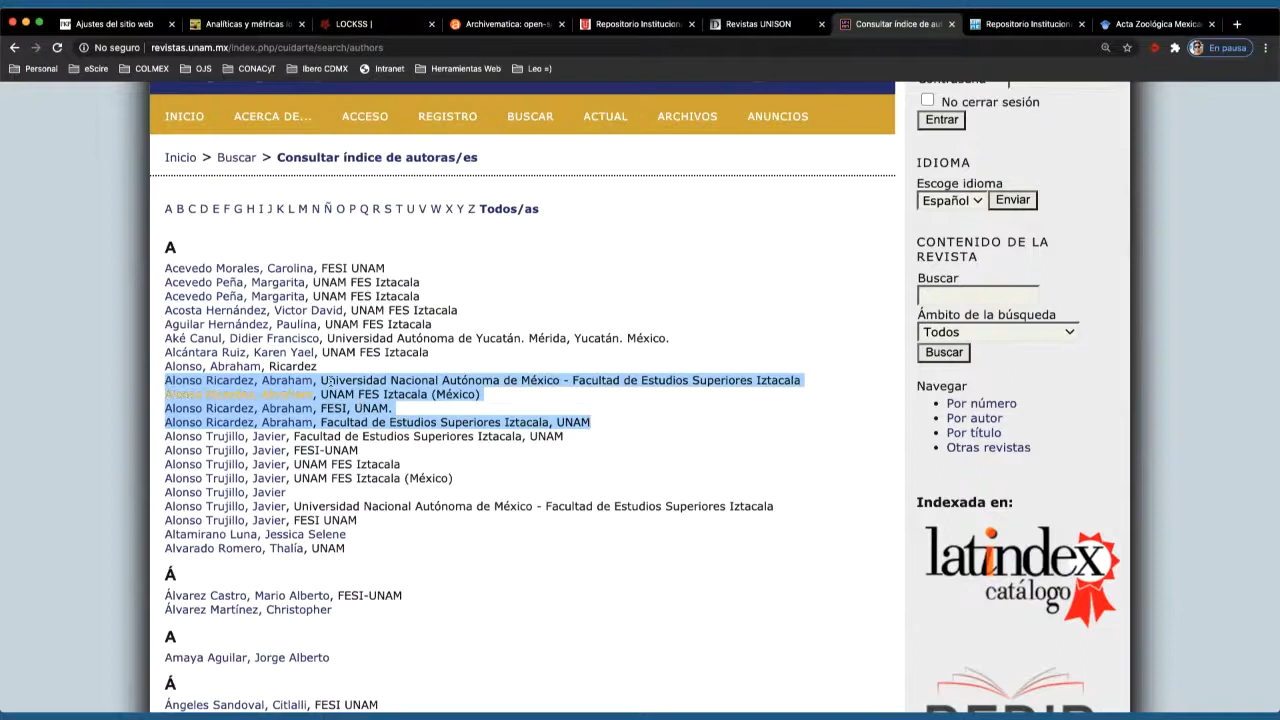 Ajustes del sitio web
Analíticas y métricas l
LOCKSS |
Archivematica: open-s
Repositorio Institucion
Revistas UNISON
Consultar índice de au
Repositorio Institucion
Acta Zoológica Mexica
No seguro | revistas.unam.mx/index.php/cuidarte/search/authors
En pausa
Personal
eScire
COLMEX
OJS
CONACyT
Ibero CDMX
Intranet
Herramientas Web
Leo =)
INICIO ACERCA DE... ACCESO REGISTRO BUSCAR ACTUAL ARCHIVOS ANUNCIOS
Inicio > Buscar > Consultar índice de autoras/es
A B C D E F G H I J K L M N Ñ O P Q R S T U V W X Y Z Todos/as
A
Acevedo Morales, Carolina, FESI UNAM
Acevedo Peña, Margarita, UNAM FES Iztacala
Acevedo Peña, Margarita, UNAM FES Iztacala
Acosta Hernández, Victor David, UNAM FES Iztacala
Aguilar Hernández, Paulina, UNAM FES Iztacala
Aké Canul, Didier Francisco, Universidad Autónoma de Yucatán. Mérida, Yucatán. México.
Alcántara Ruiz, Karen Yael, UNAM FES Iztacala
Alonso, Abraham, Ricardez
Alonso Ricardez, Abraham, Universidad Nacional Autónoma de México - Facultad de Estudios Superiores Iztacala
Alonso Ricardez, Abraham, UNAM FES Iztacala (México)
Alonso Ricardez, Abraham, FESI, UNAM.
Alonso Ricardez, Abraham, Facultad de Estudios Superiores Iztacala, UNAM
Alonso Trujillo, Javier, Facultad de Estudios Superiores Iztacala, UNAM
Alonso Trujillo, Javier, FESI-UNAM
Alonso Trujillo, Javier, UNAM FES Iztacala
Alonso Trujillo, Javier, UNAM FES Iztacala (México)
Alonso Trujillo, Javier
Alonso Trujillo, Javier, Universidad Nacional Autónoma de México - Facultad de Estudios Superiores Iztacala
Alonso Trujillo, Javier, FESI UNAM
Altamirano Luna, Jessica Selene
Alvarado Romero, Thalía, UNAM
Á
Álvarez Castro, Mario Alberto, FESI-UNAM
Álvarez Martínez, Christopher
A
Amaya Aguilar, Jorge Alberto
Á
Ángeles Sandoval, Citlalli, FESI UNAM
No cerrar sesión
Entrar
IDIOMA
Escoge idioma
Español
Enviar
CONTENIDO DE LA
REVISTA
Buscar
Ámbito de la búsqueda
Todos
Buscar
Navegar
Por número
Por autor
Por título
Otras revistas
Indexada en:
latindex
catálogo